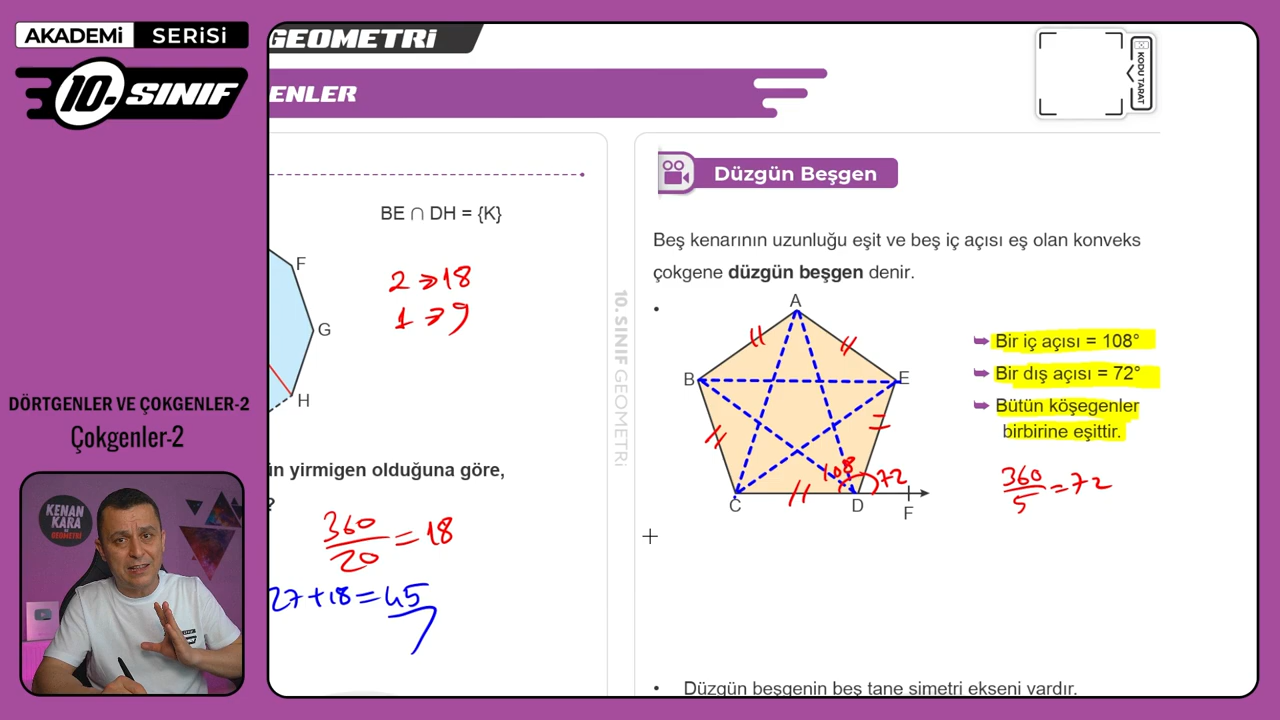 AKADEMİ SERİSİ
10. SINIF
DÖRTGENLER VE ÇOKGENLER-2
Çokgenler-2
KENAN
KARA
GEOMETRİ
GEOMETRİ
ENLER
KODU TARAT
BE ∩ DH = {K}
2 ⇒ 18
1 ⇒ 9
F
G
H
ün yirmigen olduğuna göre,
?
360/20 = 18
27+18=45
10. SINIF GEOMETRİ
Düzgün Beşgen
Beş kenarının uzunluğu eşit ve beş iç açısı eş olan konveks
çokgene düzgün beşgen denir.
•
A
B
E
C
D
F
108
72
➥ Bir iç açısı = 108°
➥ Bir dış açısı = 72°
➥ Bütün köşegenler
birbirine eşittir.
360/5 = 72
• Düzgün beşgenin beş tane simetri ekseni vardır.